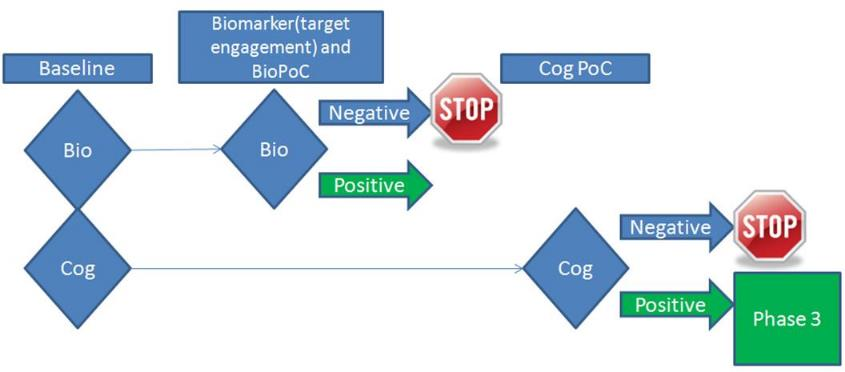 Baseline
Biomarker(target
engagement) and
BioPoC
Cog PoC
Bio
Bio
Negative
STOP
Positive
Cog
Cog
Negative
STOP
Positive
Phase 3